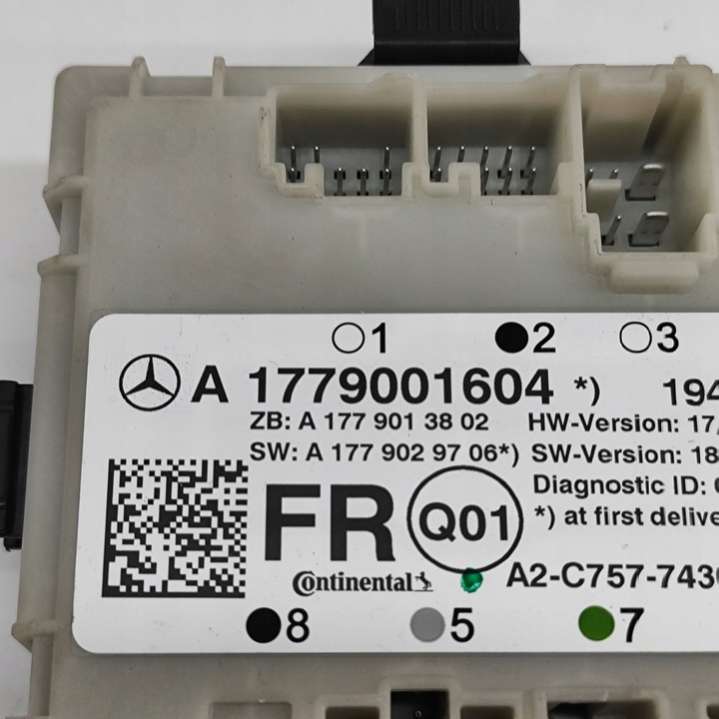 1 2 3
A 1779001604 *) 194
ZB: A 177 901 38 02 HW-Version: 17,
SW: A 177 902 97 06*) SW-Version: 18
Diagnostic ID:
FR Q01 *) at first delive
Continental A2-C757-743
8 5 7